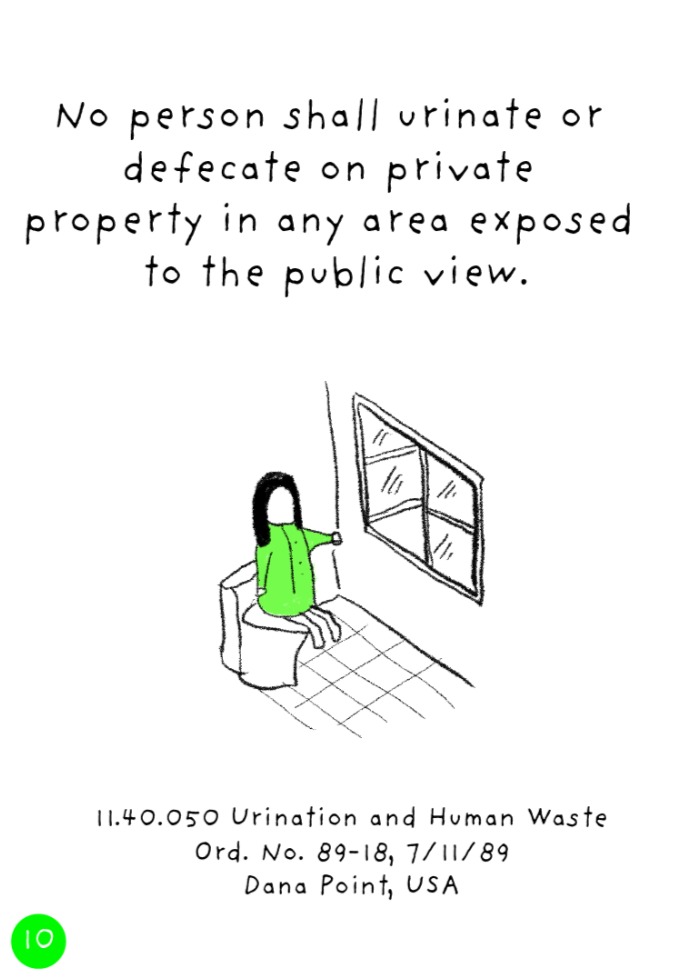 No person shall urinate or
defecate on private
property in any area exposed
to the public view.
11.40.050 Urination and Human Waste
Ord. No. 89-18, 7/11/89
Dana Point, USA
10